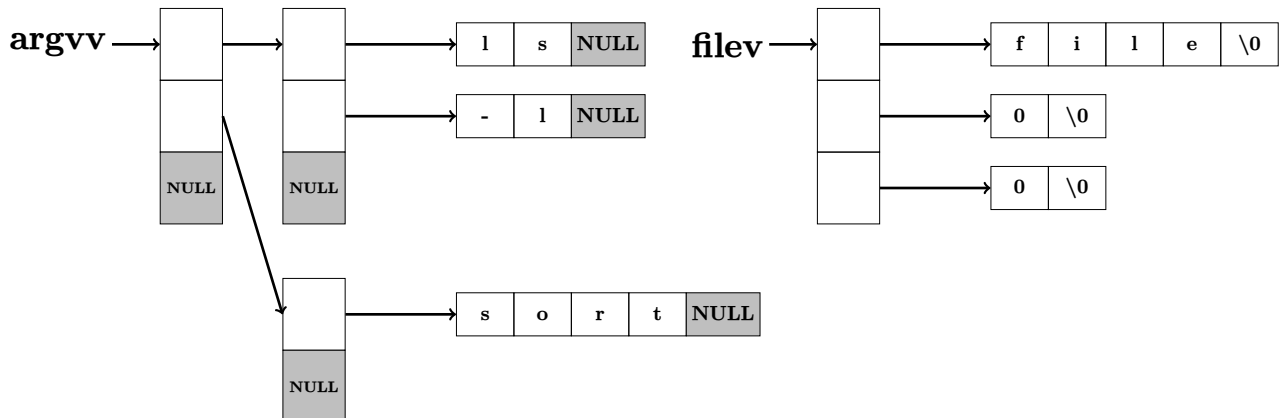 argvv l s NULL filev f i l e \0
- l NULL 0 \0
NULL NULL 0 \0
s o r t NULL
NULL